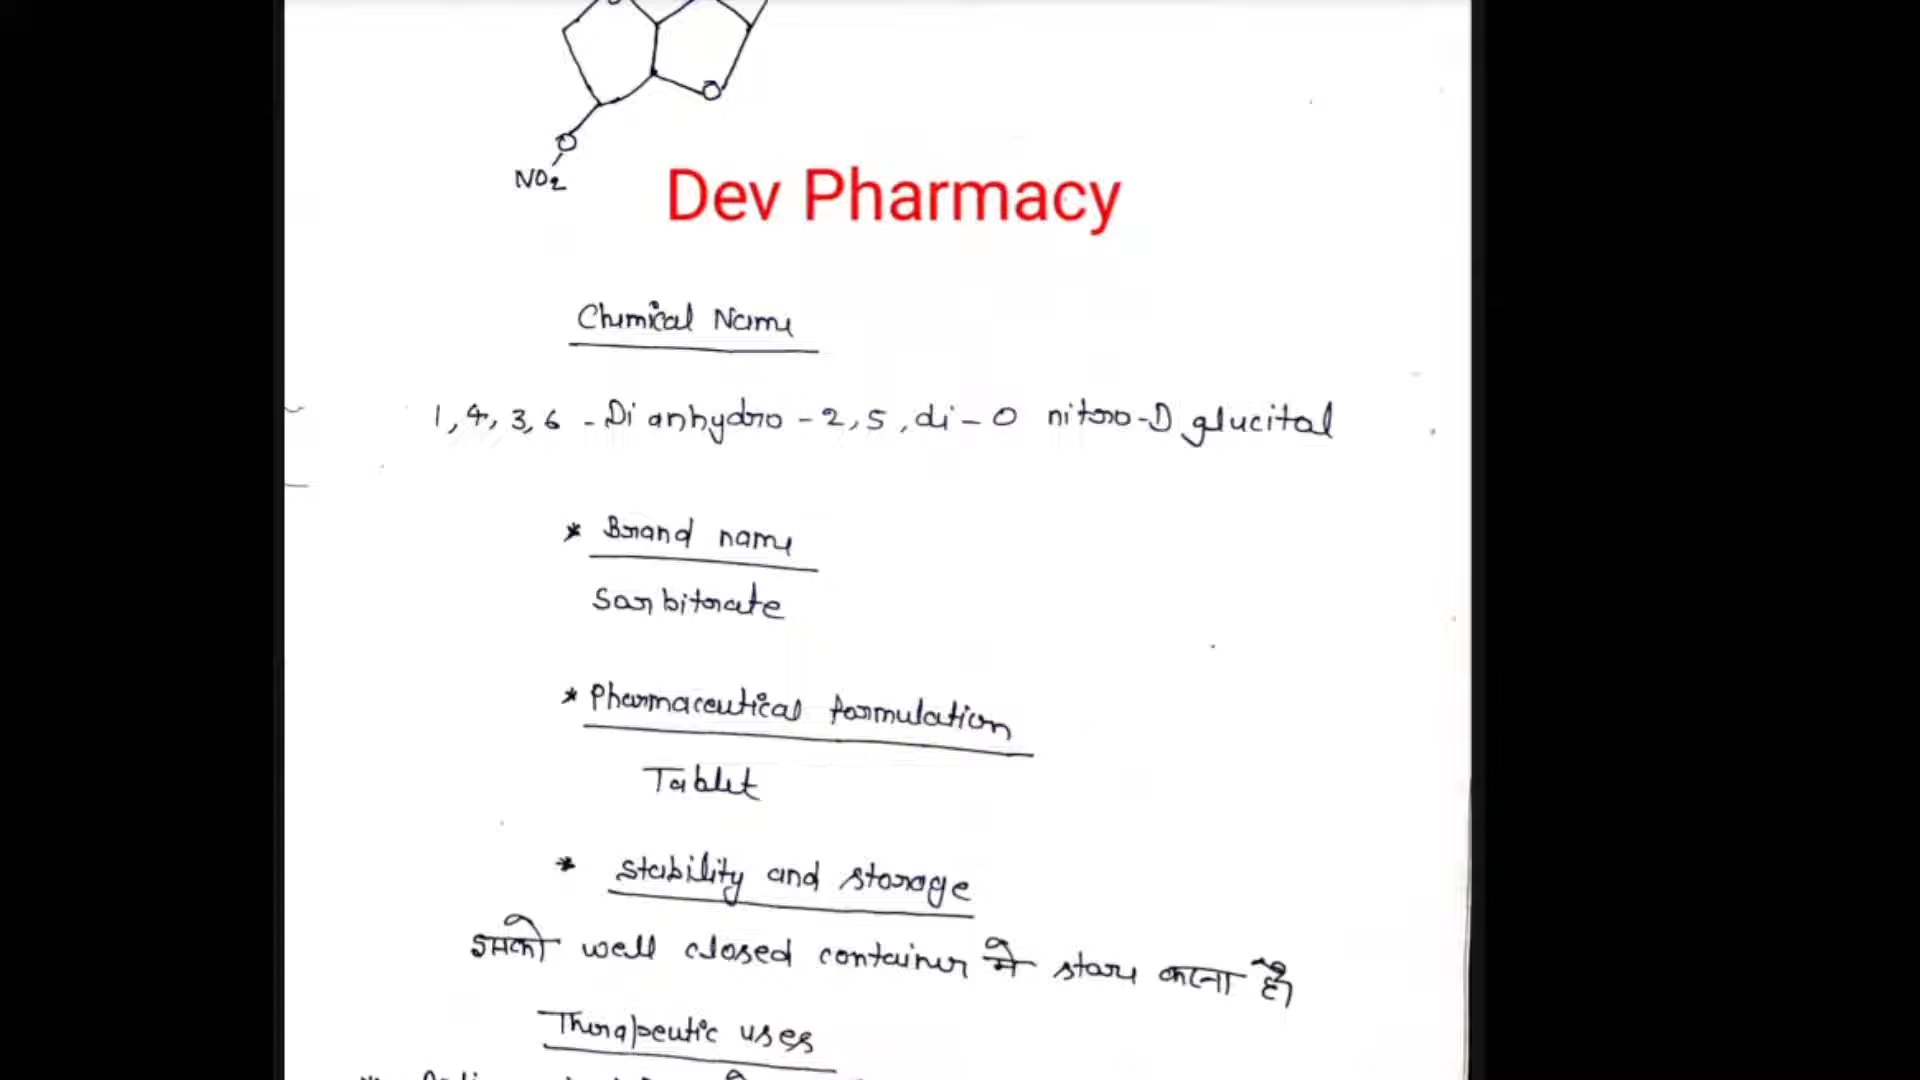 NO2
Dev Pharmacy
Chemical Name
1,4,3,6 - Di anhydro - 2,5, di - O nitro-D glucital
* Brand name
Sorbitrate
* Pharmaceutical formulation
Tablet
* Stability and storage
इसको well closed container मे store करना है
Therapeutic uses